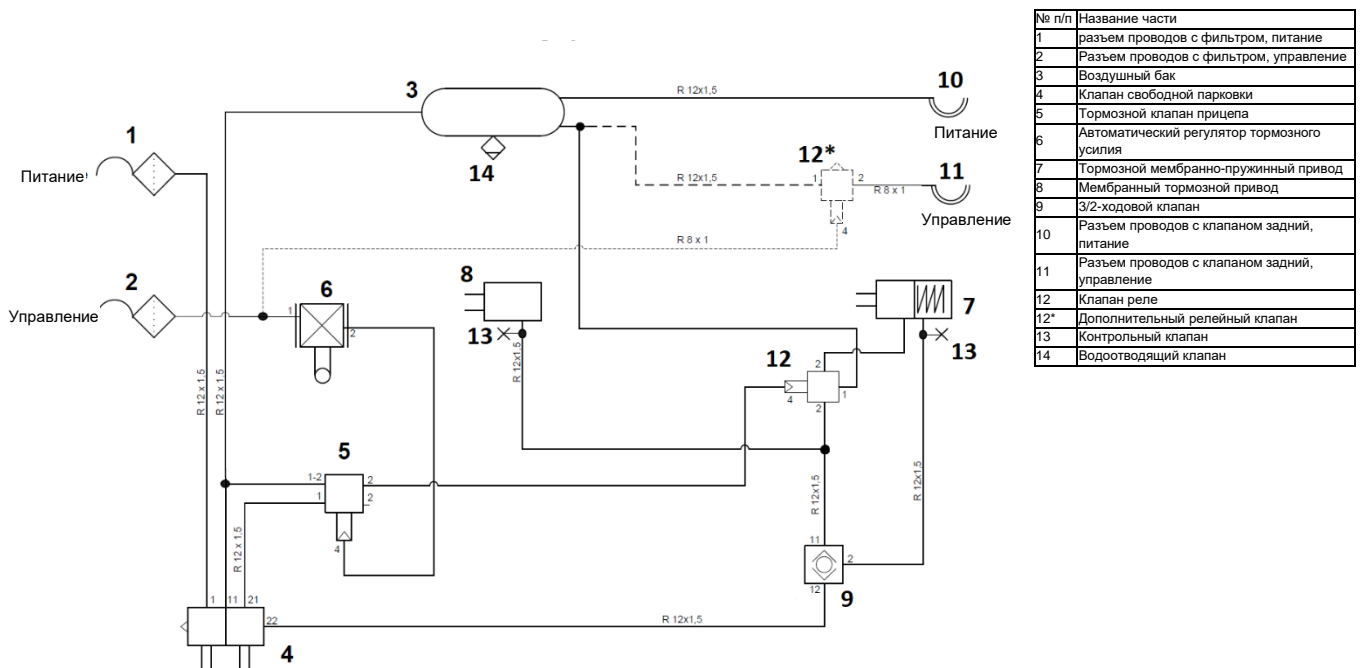 № п/п Название части
1 разъем проводов с фильтром, питание
2 Разъем проводов с фильтром, управление
3 Воздушный бак
4 Клапан свободной парковки
5 Тормозной клапан прицепа
6 Автоматический регулятор тормозного
усилия
7 Тормозной мембранно-пружинный привод
8 Мембранный тормозной привод
9 3/2-ходовой клапан
10 Разъем проводов с клапаном задний,
питание
11 Разъем проводов с клапаном задний,
управление
12 Клапан реле
12* Дополнительный релейный клапан
13 Контрольный клапан
14 Водоотводящий клапан
3
R 12x1,5
10
Питание
1
Питание
14
12*
R 12x1,5
1
2
R 8 x 1
11
Управление
4
R 8 x 1
2
Управление
6
1
2
8
7
13
13
R 12x1,5
12
2
4
1
2
R 12 x 1,5
R 12 x 1,5
5
1-2
1
2
2
4
R 12 x 1,5
R 12x1,5
R 12x1,5
11
2
12
9
1
11
21
22
R 12x1,5
4